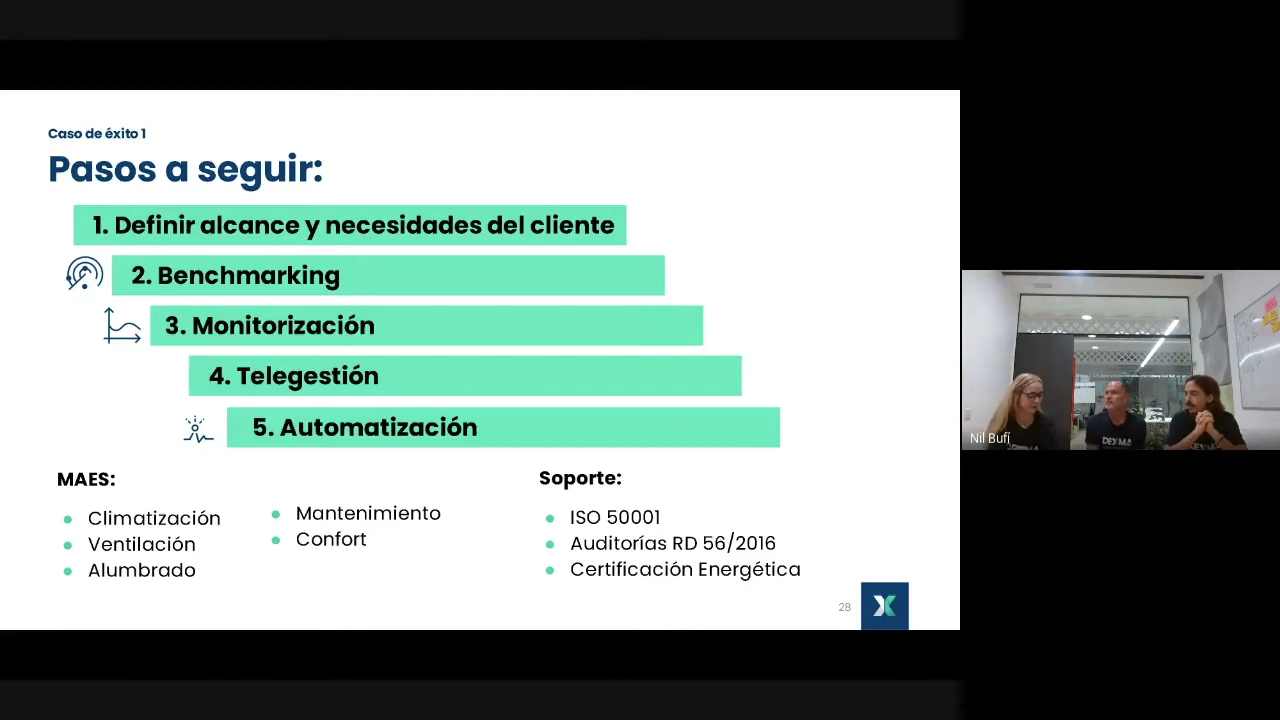 Caso de éxito 1
Pasos a seguir:
1. Definir alcance y necesidades del cliente
2. Benchmarking
3. Monitorización
4. Telegestión
5. Automatización
MAES:
Climatización
Ventilación
Alumbrado
Mantenimiento
Confort
Soporte:
ISO 50001
Auditorías RD 56/2016
Certificación Energética
28
Nil Bufí
DEXMA